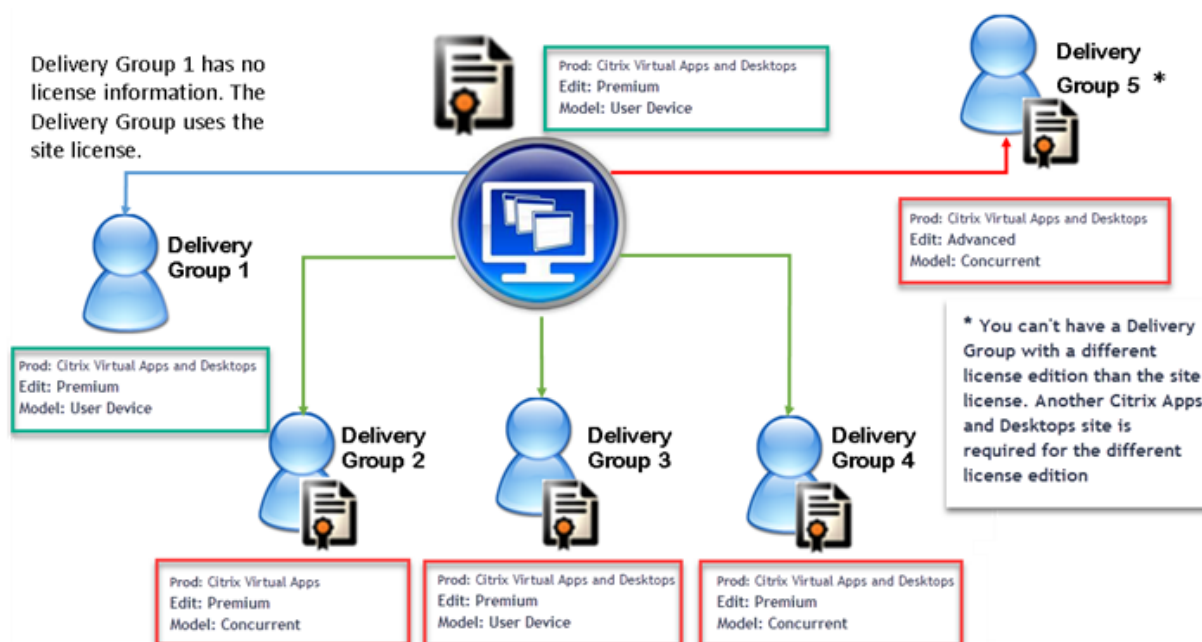 Delivery Group 1 has no
license information. The
Delivery Group uses the
site license.
Prod: Citrix Virtual Apps and Desktops
Edit: Premium
Model: User Device
Delivery
Group 5 *
Prod: Citrix Virtual Apps and Desktops
Edit: Advanced
Model: Concurrent
* You can't have a Delivery
Group with a different
license edition than the site
license. Another Citrix Apps
and Desktops site is
required for the different
license edition
Delivery
Group 1
Prod: Citrix Virtual Apps and Desktops
Edit: Premium
Model: User Device
Delivery
Group 2
Prod: Citrix Virtual Apps
Edit: Premium
Model: Concurrent
Delivery
Group 3
Prod: Citrix Virtual Apps and Desktops
Edit: Premium
Model: User Device
Delivery
Group 4
Prod: Citrix Virtual Apps and Desktops
Edit: Premium
Model: Concurrent